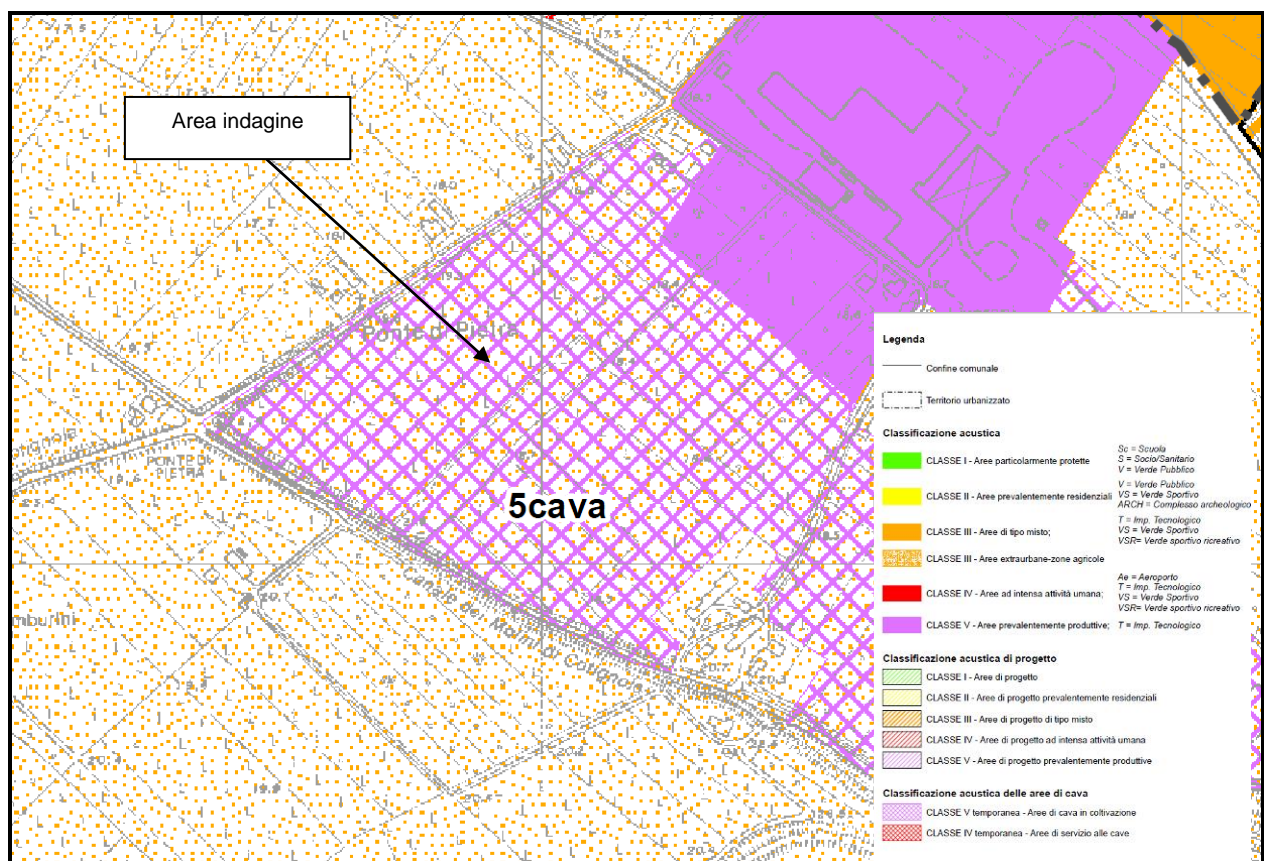 Area indagine
Ponte di Pietra
PONTE DI
PIETRA
5cava
Legenda
Confine comunale
Territorio urbanizzato
Classificazione acustica
CLASSE I - Aree particolarmente protette
Sc = Scuola
S = Socio/Sanitario
V = Verde Pubblico
CLASSE II - Aree prevalentemente residenziali
V = Verde Pubblico
VS = Verde Sportivo
ARCH = Complesso archeologico
CLASSE III - Aree di tipo misto;
T = Imp. Tecnologico
VS = Verde Sportivo
VSR= Verde sportivo ricreativo
CLASSE III - Aree extraurbane-zone agricole
CLASSE IV - Aree ad intensa attività umana;
Ae = Aeroporto
T = Imp. Tecnologico
VS = Verde Sportivo
VSR= Verde sportivo ricreativo
CLASSE V - Aree prevalentemente produttive;
T = Imp. Tecnologico
Classificazione acustica di progetto
CLASSE I - Aree di progetto
CLASSE II - Aree di progetto prevalentemente residenziali
CLASSE III - Aree di progetto di tipo misto
CLASSE IV - Aree di progetto ad intensa attività umana
CLASSE V - Aree di progetto prevalentemente produttive
Classificazione acustica delle aree di cava
CLASSE V temporanea - Aree di cava in coltivazione
CLASSE IV temporanea - Aree di servizio alle cave